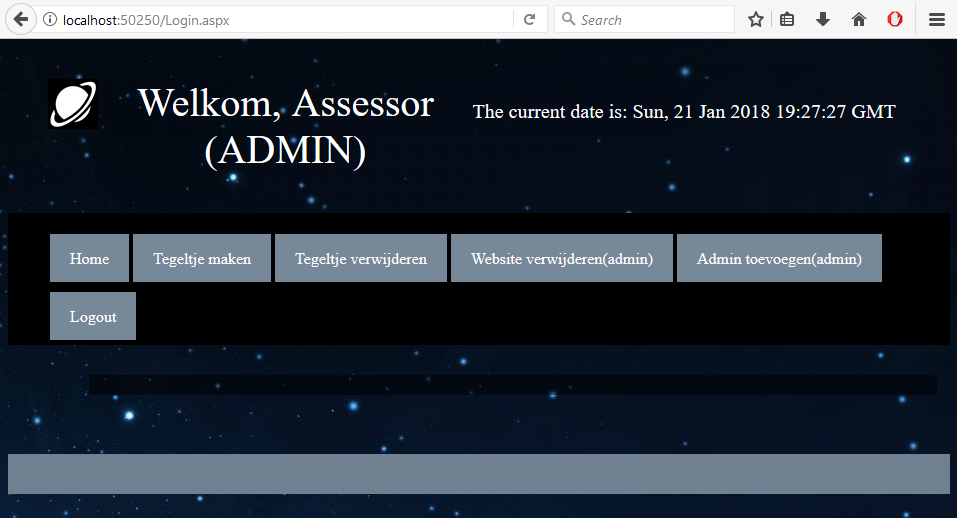 localhost:50250/Login.aspx
Search
Welkom, Assessor
(ADMIN)
The current date is: Sun, 21 Jan 2018 19:27:27 GMT
Home
Tegeltje maken
Tegeltje verwijderen
Website verwijderen(admin)
Admin toevoegen(admin)
Logout